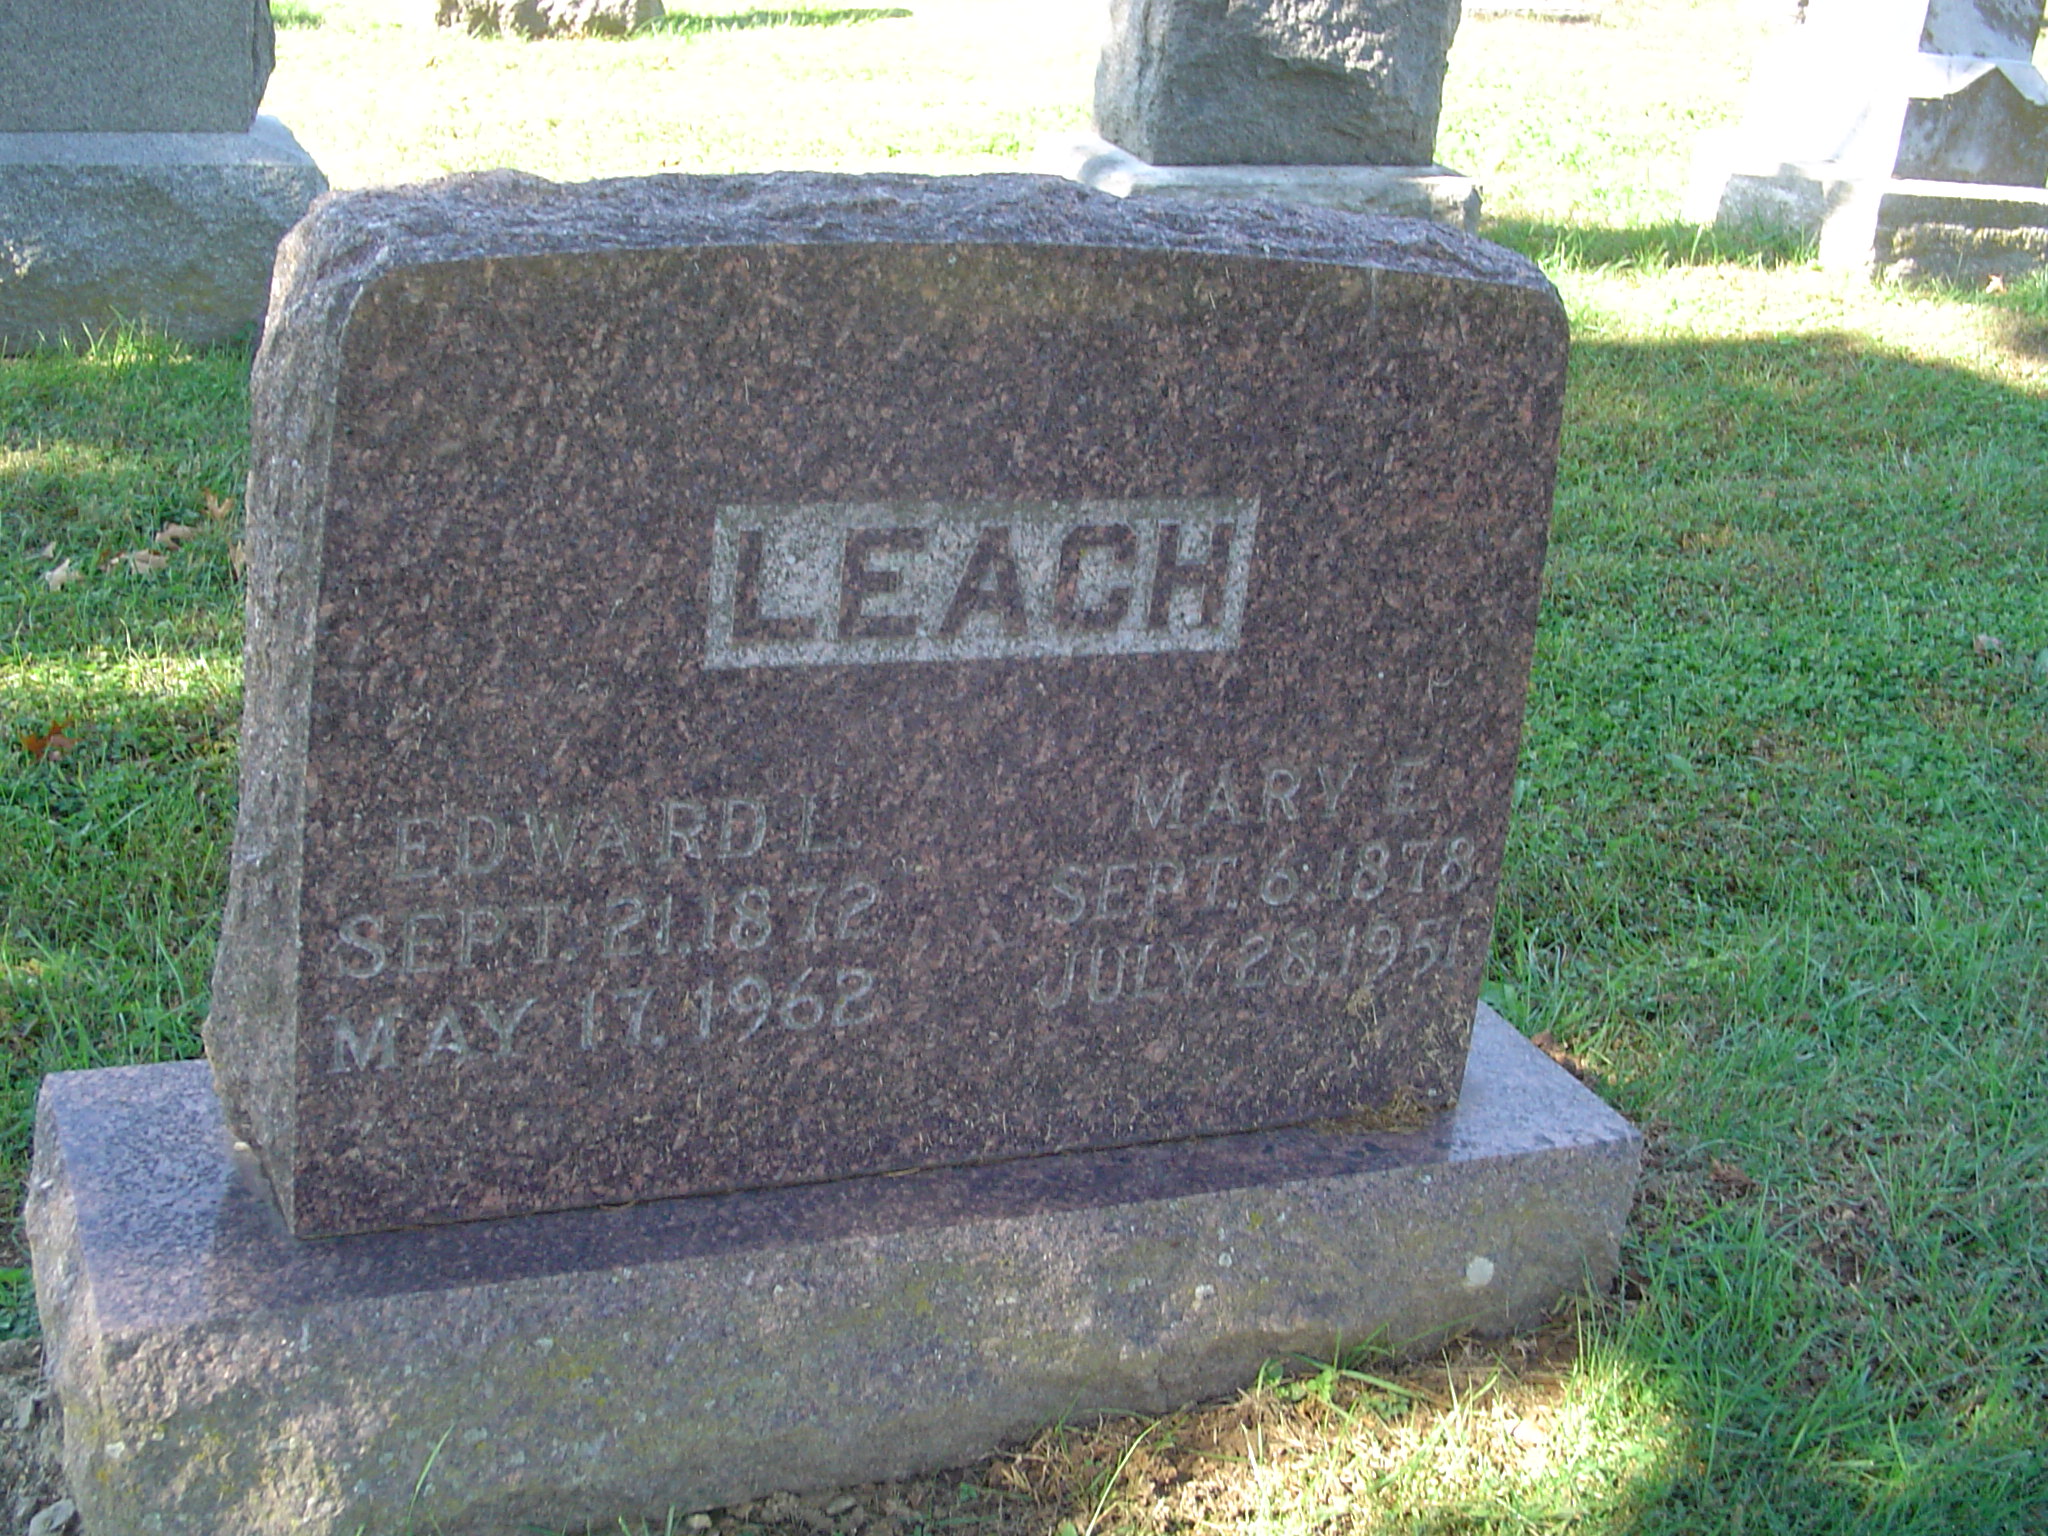 LEACH
EDWARD L.
SEPT. 21, 1872
MAY 17, 1962
MARY E.
SEPT. 6, 1878
JULY 28, 1951